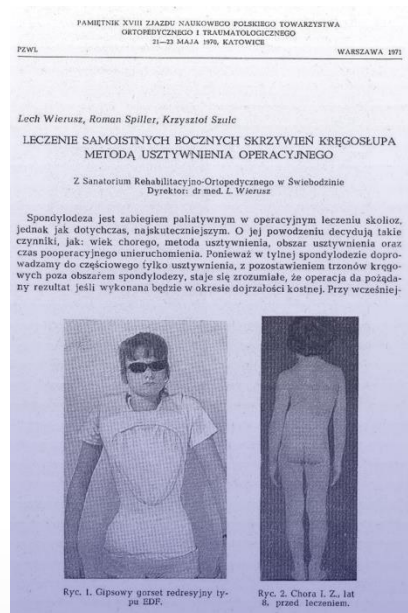 PAMIĘTNIK XVIII ZJAZDU NAUKOWEGO POLSKIEGO TOWARZYSTWA
ORTOPEDYCZNEGO I TRAUMATOLOGICZNEGO
21—23 MAJA 1970, KATOWICE
PZWL
WARSZAWA 1971
Lech Wierusz, Roman Spiller, Krzysztof Szulc
LECZENIE SAMOISTNYCH BOCZNYCH SKRZYWIEŃ KRĘGOSŁUPA
METODĄ USZTYWNIENIA OPERACYJNEGO
Z Sanatorium Rehabilitacyjno-Ortopedycznego w Świebodzinie
Dyrektor: dr med. L. Wierusz
Spondylodeza jest zabiegiem paliatywnym w operacyjnym leczeniu skolioz,
jednak jak dotychczas, najskuteczniejszym. O jej powodzeniu decydują takie
czynniki, jak: wiek chorego, metoda usztywnienia, obszar usztywnienia oraz
czas pooperacyjnego unieruchomienia. Ponieważ w tylnej spondylodezie dopro-
wadzamy do częściowego tylko usztywnienia, z pozostawieniem trzonów kręgo-
wych poza obszarem spondylodezy, staje się zrozumiałe, że operacja da pożąda-
ny rezultat jeśli wykonana będzie w okresie dojrzałości kostnej. Przy wcześniej-
Ryc. 1. Gipsowy gorset redresyjny ty-
pu EDF.
Ryc. 2. Chora I. Z., lat
8, przed leczeniem.